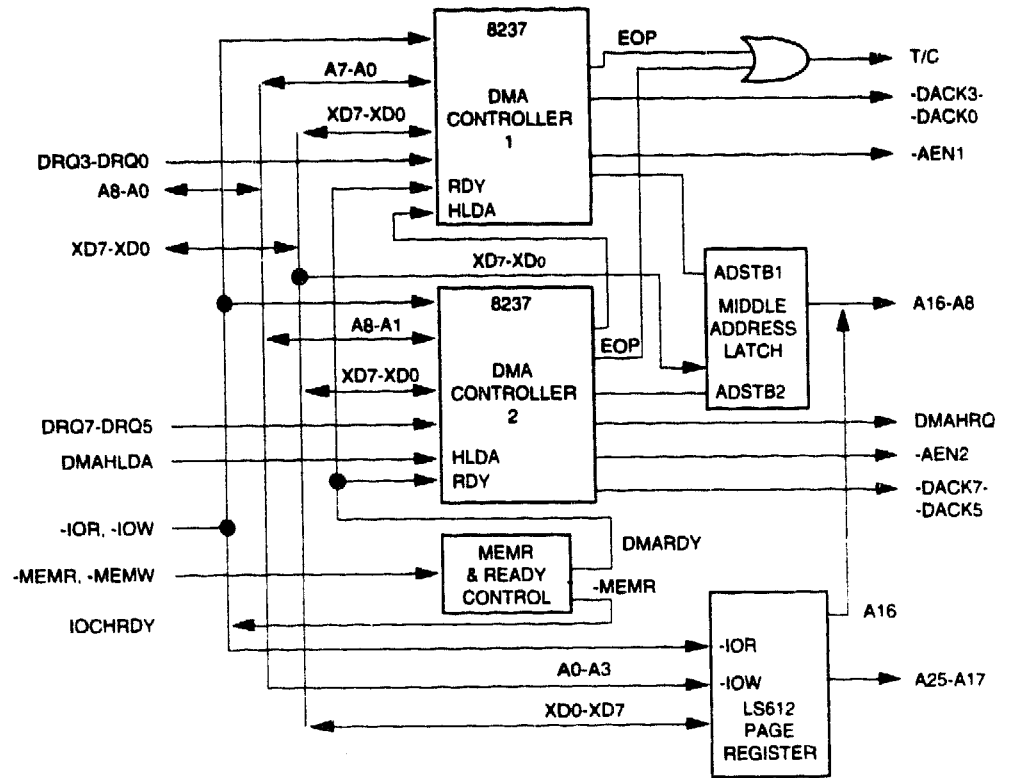 8237
DMA
CONTROLLER
1
RDY
HLDA
EOP
T/C
-DACK3-
-DACK0
-AEN1
A7-A0
XD7-XD0
DRQ3-DRQ0
A8-A0
XD7-XD0
XD7-XD0
ADSTB1
MIDDLE
ADDRESS
LATCH
ADSTB2
A16-A8
8237
DMA
CONTROLLER
2
HLDA
RDY
EOP
A8-A1
XD7-XD0
DRQ7-DRQ5
DMAHLDA
DMAHRQ
-AEN2
-DACK7-
-DACK5
-IOR, -IOW
-MEMR, -MEMW
IOCHRDY
MEMR
& READY
CONTROL
DMARDY
-MEMR
A16
-IOR
-IOW
LS612
PAGE
REGISTER
A0-A3
XD0-XD7
A25-A17